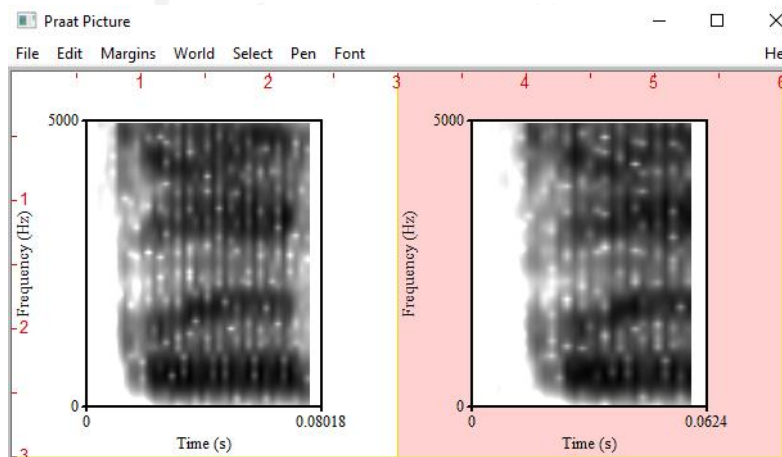 Praat Picture
File Edit Margins World Select Pen Font He
1 2 3 4 5 6
5000 5000
1
Frequency (Hz) Frequency (Hz)
2
0 0
0 0.08018 0 0.0624
Time (s) Time (s)
3